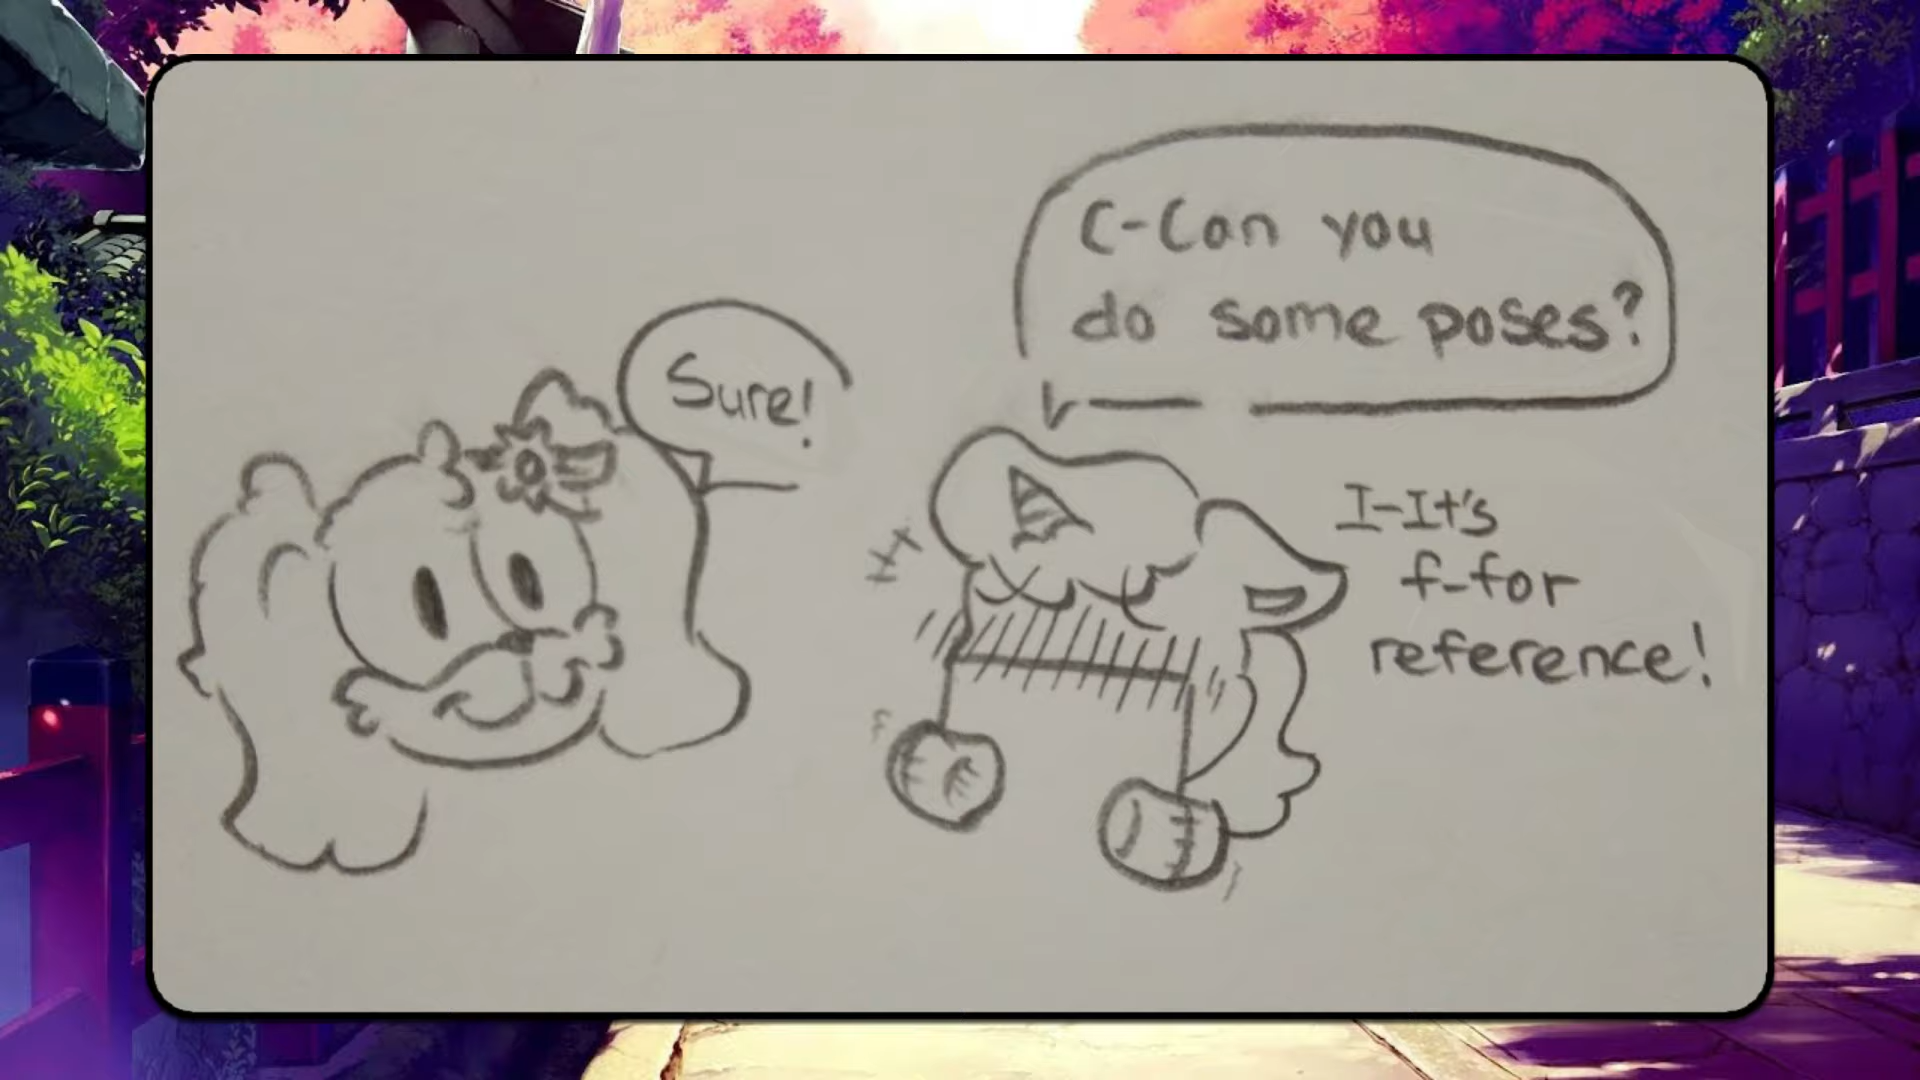 C-Can you
do some poses?
I-It's
f-for
reference!
Sure!